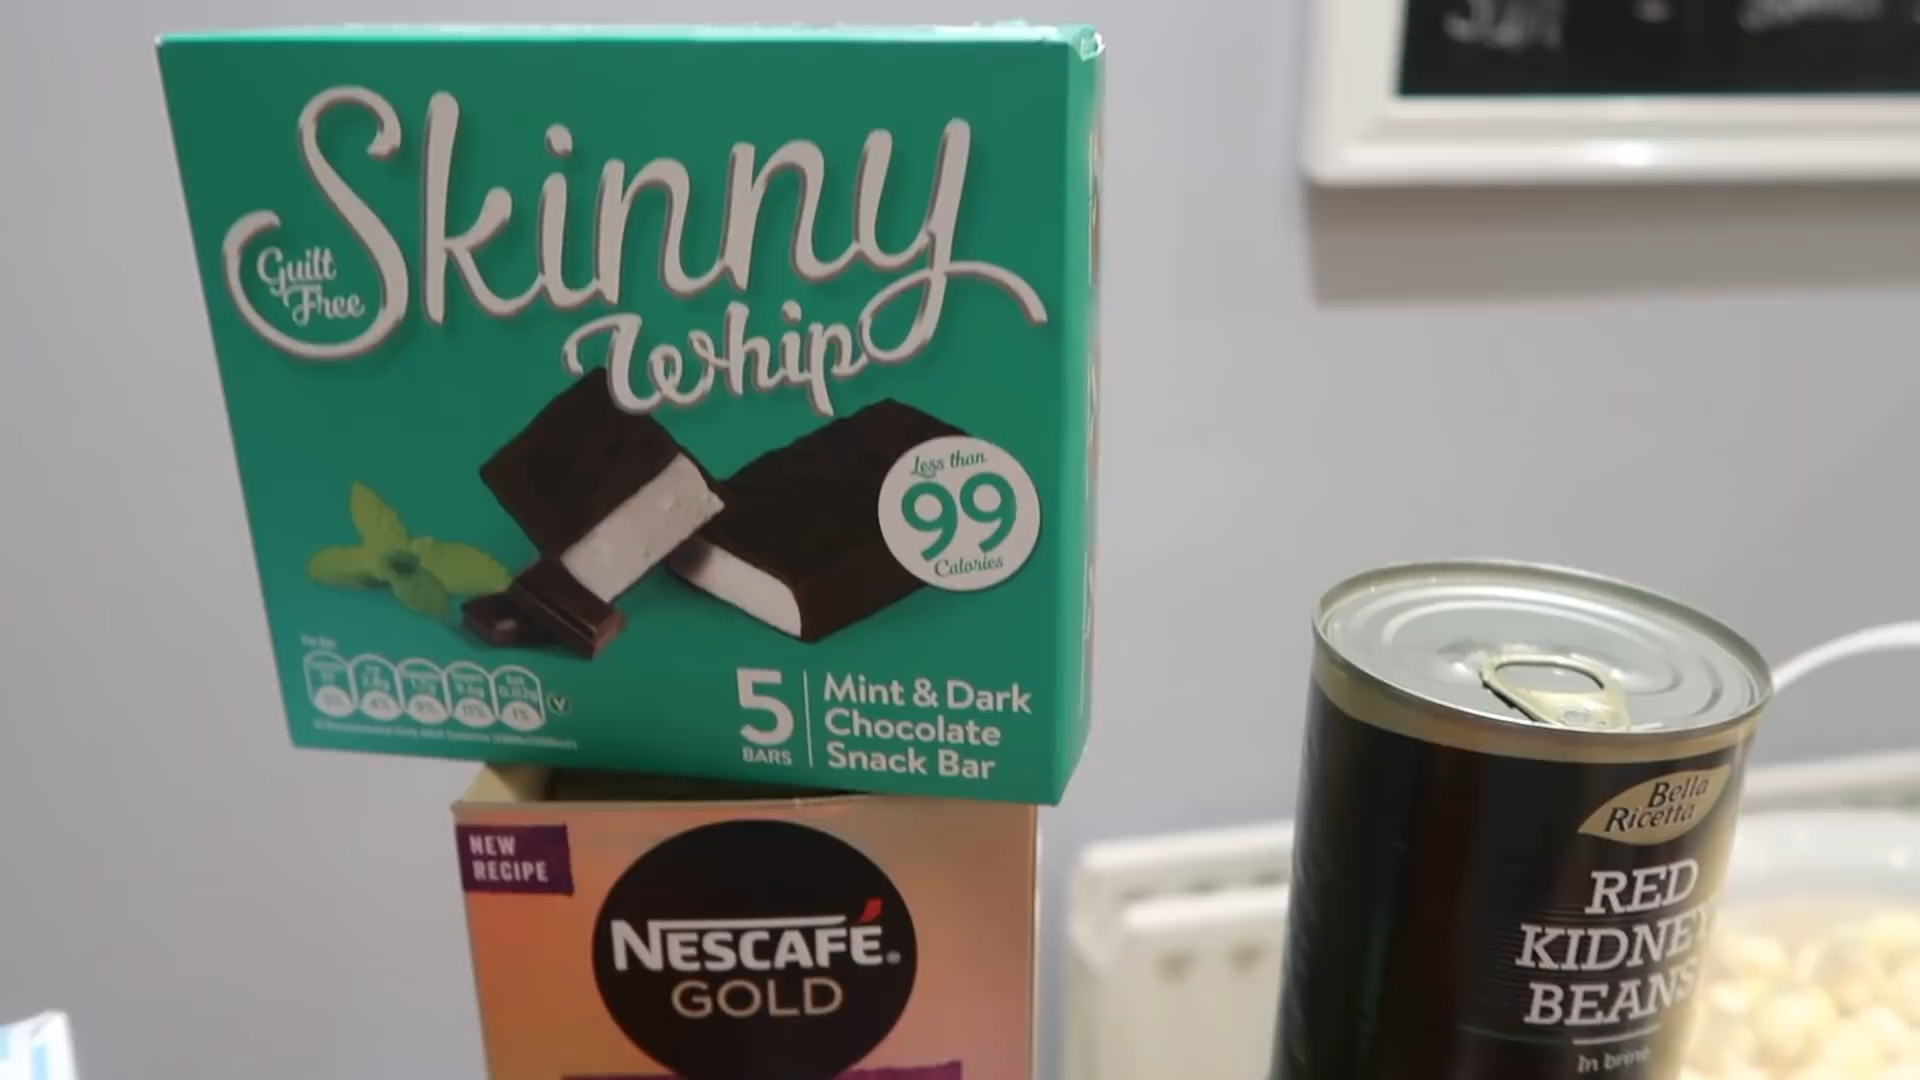 Skinny
Guilt
Free
Whip
Less than
99
Calories
5
BARS
Mint & Dark
Chocolate
Snack Bar
NEW
RECIPE
NESCAFÉ®
GOLD
Bella
Ricetta
RED
KIDNEY
BEANS
In brine